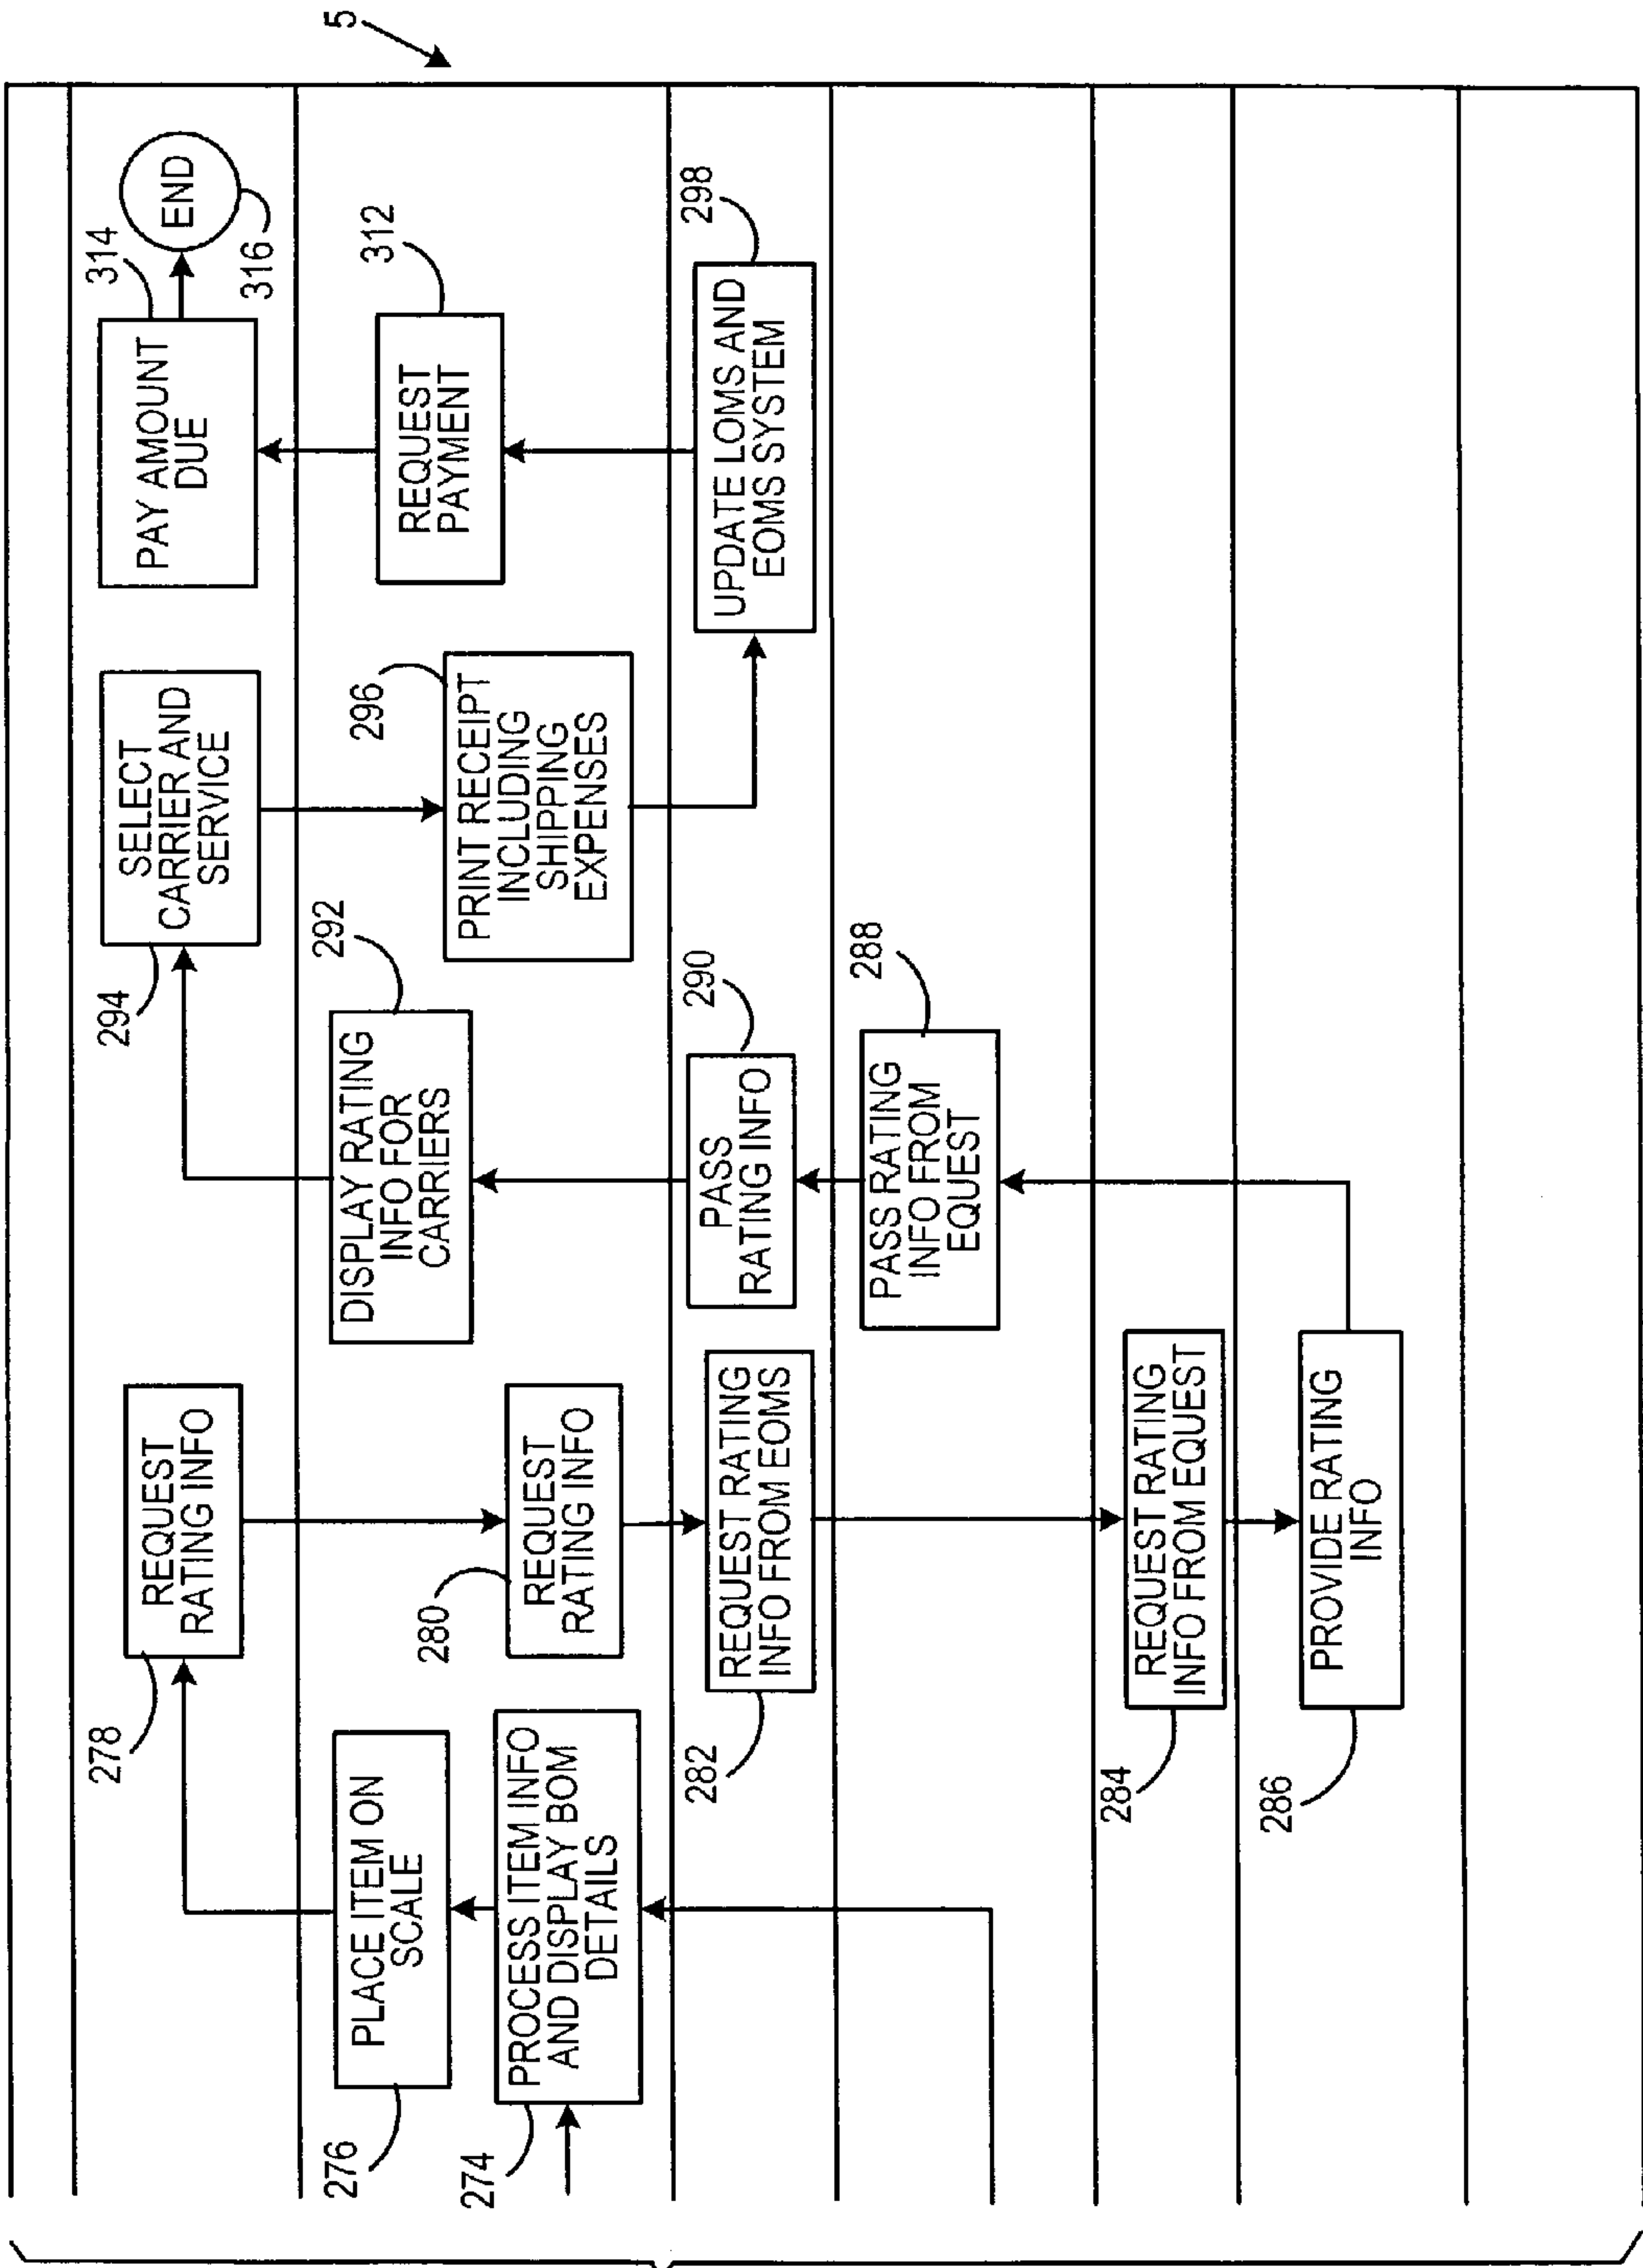 5
PAY AMOUNT
DUE
314
END
316
SELECT
CARRIER AND
SERVICE
294
REQUEST
RATING INFO
278
REQUEST
PAYMENT
312
PRINT RECEIPT
INCLUDING
SHIPPING
EXPENSES
296
DISPLAY RATING
INFO FOR
CARRIERS
292
REQUEST
RATING INFO
280
PLACE ITEM ON
SCALE
276
PROCESS ITEM INFO
AND DISPLAY BOM
DETAILS
274
UPDATE LOMS AND
EOMS SYSTEM
298
PASS
RATING INFO
290
REQUEST RATING
INFO FROM EOMS
282
PASS RATING
INFO FROM
EQUEST
288
REQUEST RATING
INFO FROM EQUEST
284
PROVIDE RATING
INFO
286